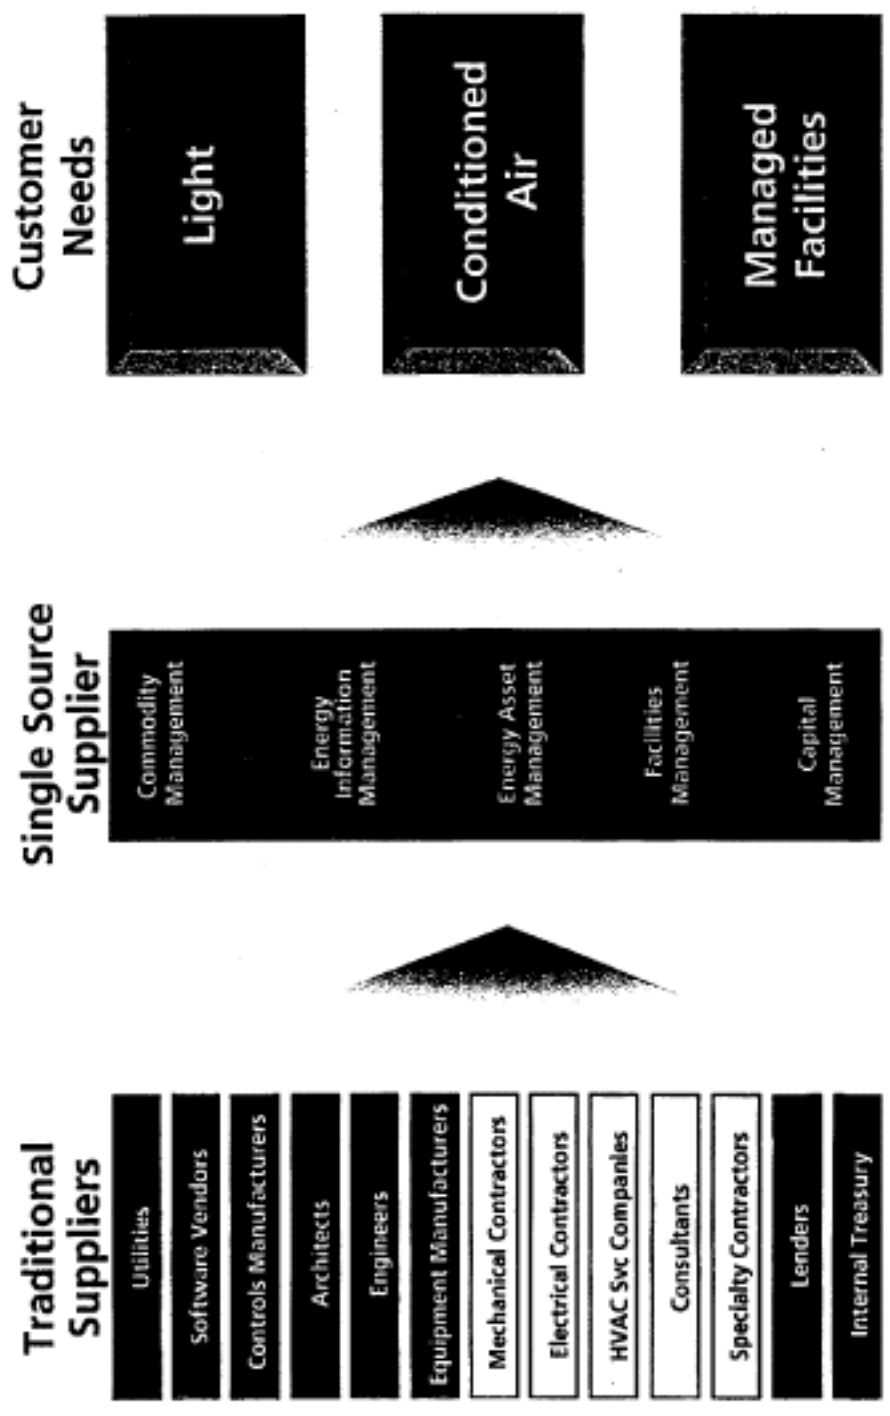 Traditional
Suppliers
Utilities
Software Vendors
Controls Manufacturers
Architects
Engineers
Equipment Manufacturers
Mechanical Contractors
Electrical Contractors
HVAC Svc Companies
Consultants
Specialty Contractors
Lenders
Internal Treasury
Single Source
Supplier
Commodity
Management
Energy
Information
Management
Energy Asset
Management
Facilities
Management
Capital
Management
Customer
Needs
Light
Conditioned
Air
Managed
Facilities